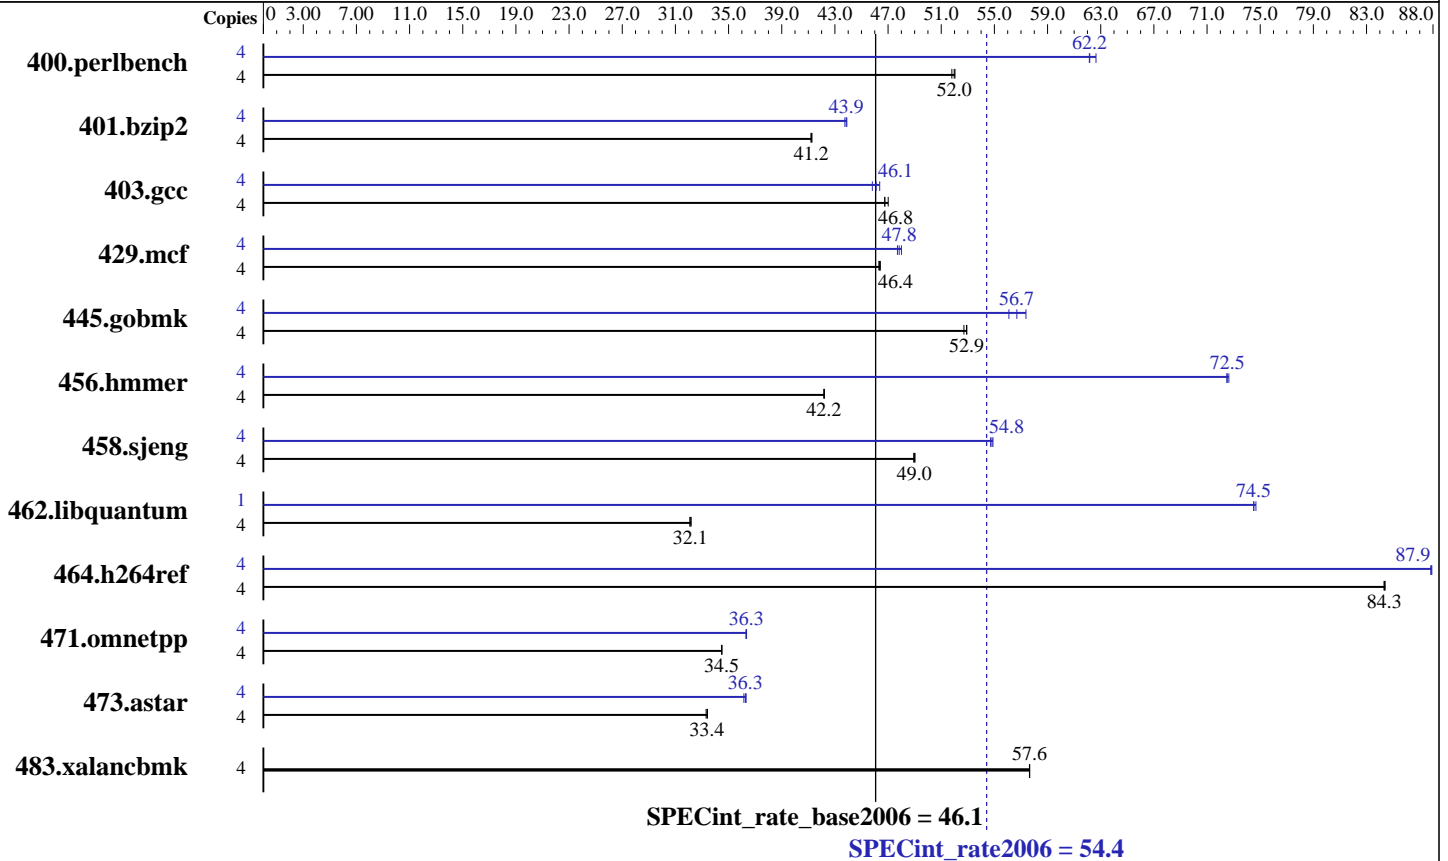 Copies 0 3.00 7.00 11.0 15.0 19.0 23.0 27.0 31.0 35.0 39.0 43.0 47.0 51.0 55.0 59.0 63.0 67.0 71.0 75.0 79.0 83.0 88.0
400.perlbench 4 62.2
4 52.0
401.bzip2 4 43.9
4 41.2
403.gcc 4 46.1
4 46.8
429.mcf 4 47.8
4 46.4
445.gobmk 4 56.7
4 52.9
456.hmmer 4 72.5
4 42.2
458.sjeng 4 54.8
4 49.0
462.libquantum 1 74.5
4 32.1
464.h264ref 4 87.9
4 84.3
471.omnetpp 4 36.3
4 34.5
473.astar 4 36.3
4 33.4
483.xalancbmk 4 57.6
SPECint_rate_base2006 = 46.1
SPECint_rate2006 = 54.4